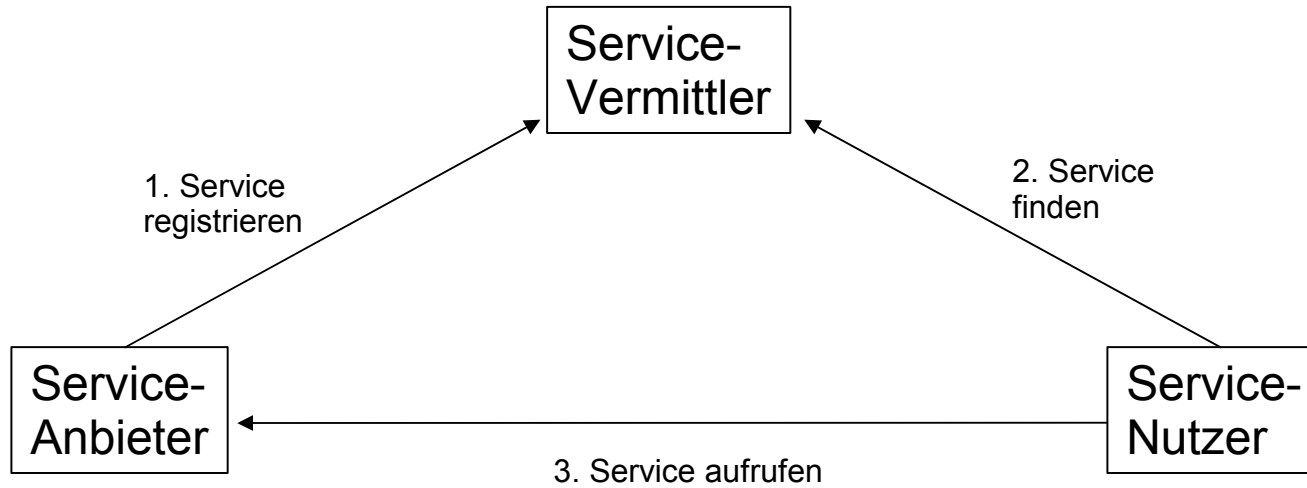 Service-
Vermittler
1. Service
registrieren
2. Service
finden
Service-
Anbieter
Service-
Nutzer
3. Service aufrufen